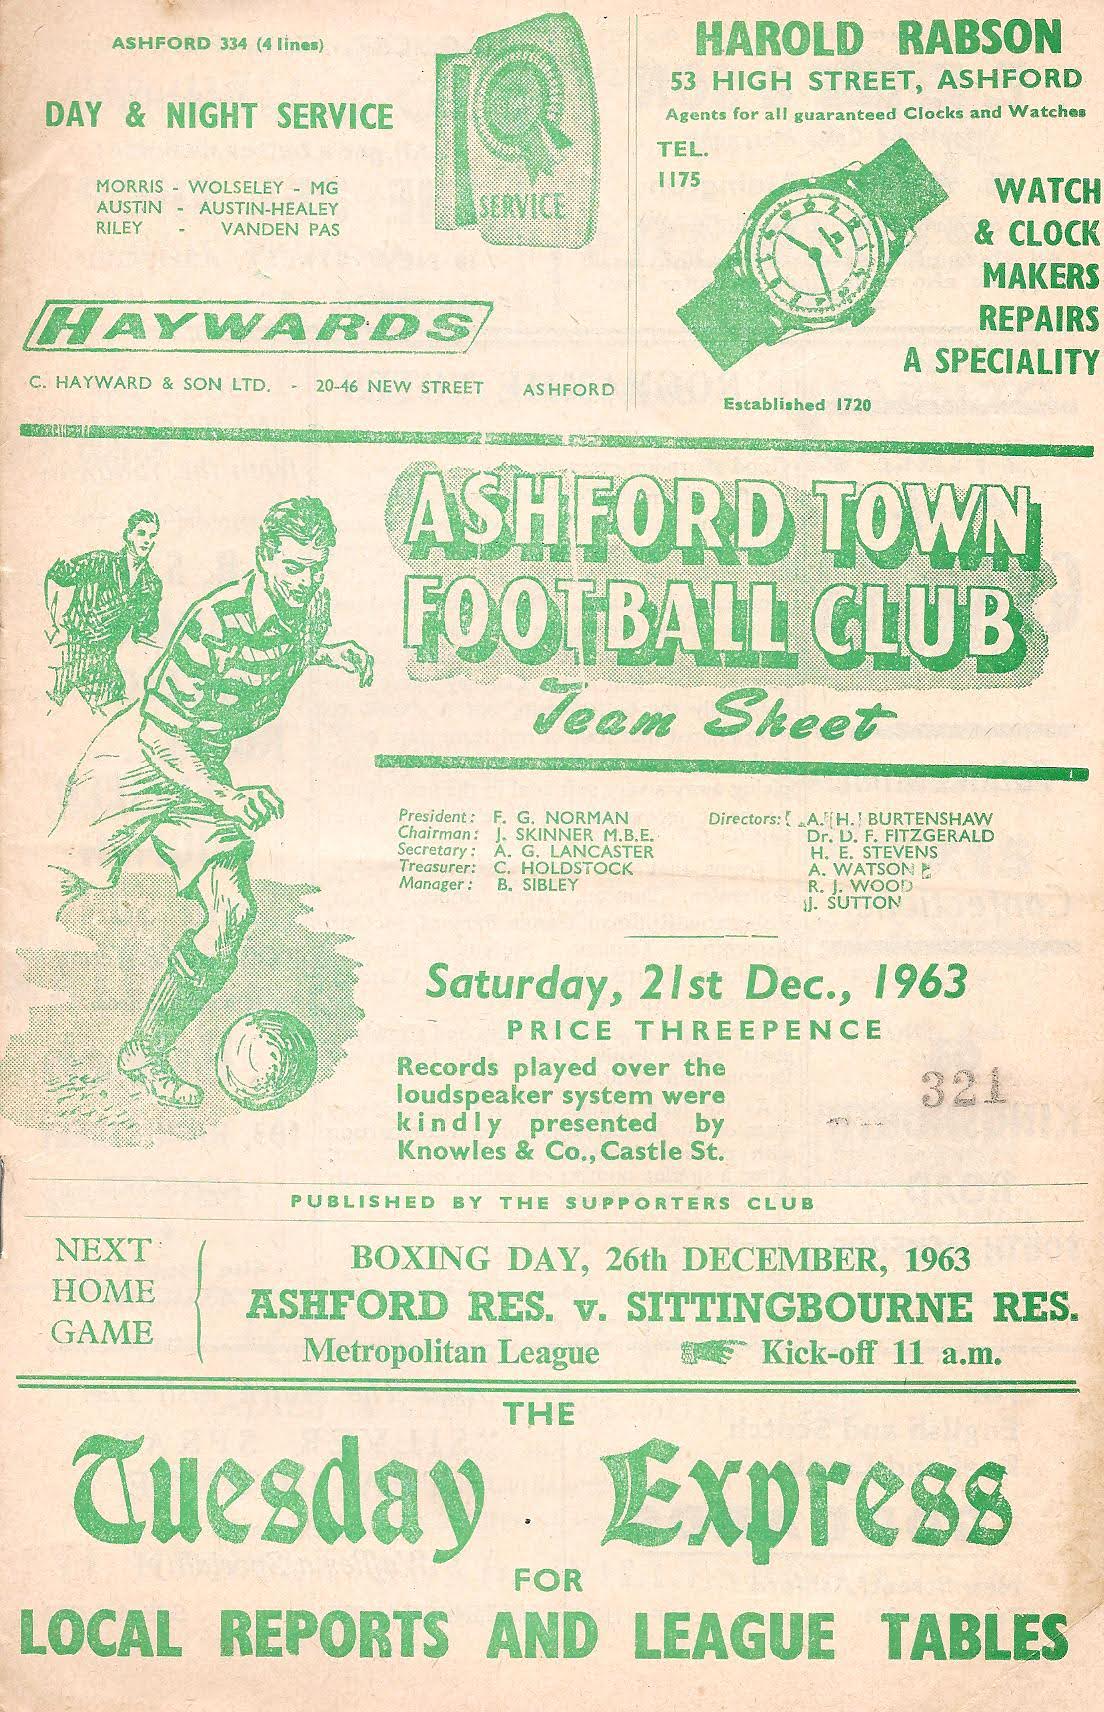 ASHFORD 334 (4 lines)
DAY & NIGHT SERVICE
MORRIS - WOLSELEY - MG
AUSTIN - AUSTIN-HEALEY
RILEY - VANDEN PAS
SERVICE
HAYWARDS
C. HAYWARD & SON LTD. - 20-46 NEW STREET ASHFORD
HAROLD RABSON
53 HIGH STREET, ASHFORD
Agents for all guaranteed Clocks and Watches
TEL.
1175
WATCH
& CLOCK
MAKERS
REPAIRS
A SPECIALITY
Established 1720
ASHFORD TOWN
FOOTBALL CLUB
Team Sheet
President: F. G. NORMAN
Chairman: J. SKINNER M.B.E.
Secretary: A. G. LANCASTER
Treasurer: C. HOLDSTOCK
Manager: B. SIBLEY
Directors: A. H. BURTENSHAW
Dr. D. F. FITZGERALD
H. E. STEVENS
A. WATSON
R. J. WOOD
J. SUTTON
Saturday, 21st Dec., 1963
PRICE THREEPENCE
Records played over the
loudspeaker system were
kindly presented by
Knowles & Co., Castle St.
321
PUBLISHED BY THE SUPPORTERS CLUB
NEXT
HOME
GAME
BOXING DAY, 26th DECEMBER, 1963
ASHFORD RES. v. SITTINGBOURNE RES.
Metropolitan League Kick-off 11 a.m.
THE
Tuesday Express
FOR
LOCAL REPORTS AND LEAGUE TABLES